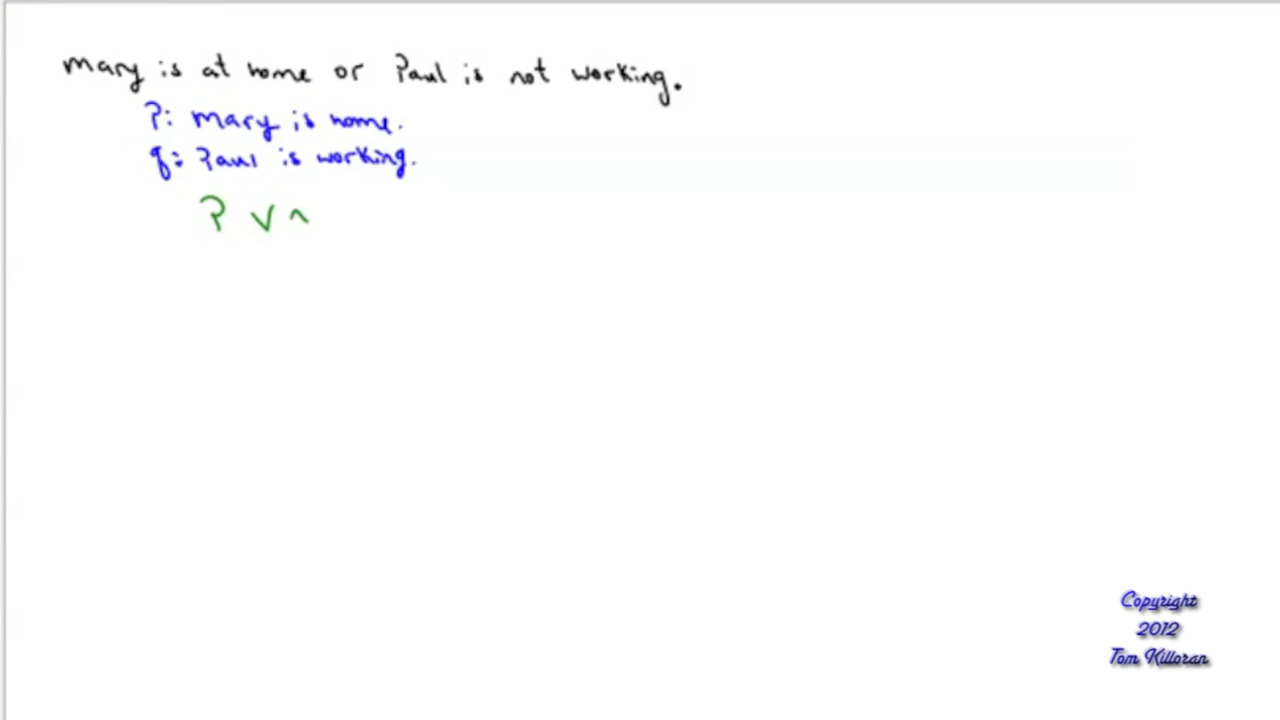 Mary is at home or Paul is not working.
P: Mary is home.
q: Paul is working.
P ∨ ~
Copyright
2012
Tom Killoran